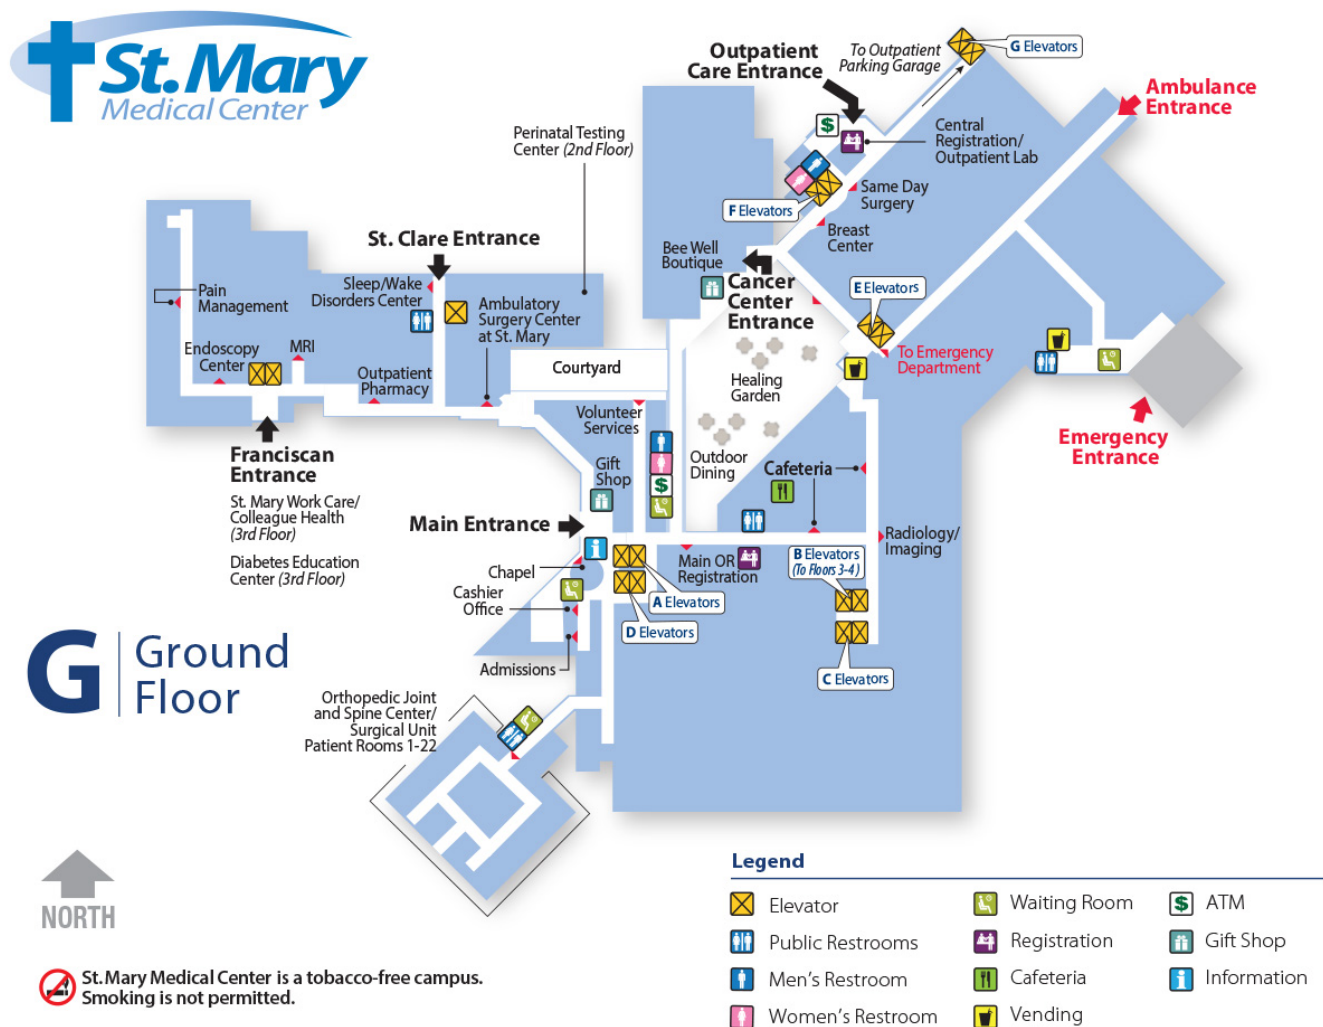 St. Mary
Medical Center
Outpatient
Care Entrance
To Outpatient
Parking Garage
G Elevators
Ambulance
Entrance
Perinatal Testing
Center (2nd Floor)
$
Central
Registration/
Outpatient Lab
Same Day
Surgery
F Elevators
Breast
Center
St. Clare Entrance
Bee Well
Boutique
Cancer
Center
Entrance
E Elevators
Pain
Management
Sleep/Wake
Disorders Center
Ambulatory
Surgery Center
at St. Mary
Endoscopy
Center
MRI
Outpatient
Pharmacy
Courtyard
To Emergency
Department
Healing
Garden
Volunteer
Services
Emergency
Entrance
Franciscan
Entrance
St. Mary Work Care/
Colleague Health
(3rd Floor)
Diabetes Education
Center (3rd Floor)
Gift
Shop
$
Outdoor
Dining
Cafeteria
Main Entrance
i
Chapel
Cashier
Office
Admissions
Main OR
Registration
Radiology/
Imaging
B Elevators
(To Floors 3-4)
A Elevators
D Elevators
C Elevators
G
Ground
Floor
Orthopedic Joint
and Spine Center/
Surgical Unit
Patient Rooms 1-22
NORTH
St. Mary Medical Center is a tobacco-free campus.
Smoking is not permitted.
Legend
Elevator
Public Restrooms
Men's Restroom
Women's Restroom
Waiting Room
Registration
Cafeteria
Vending
$ ATM
Gift Shop
i Information